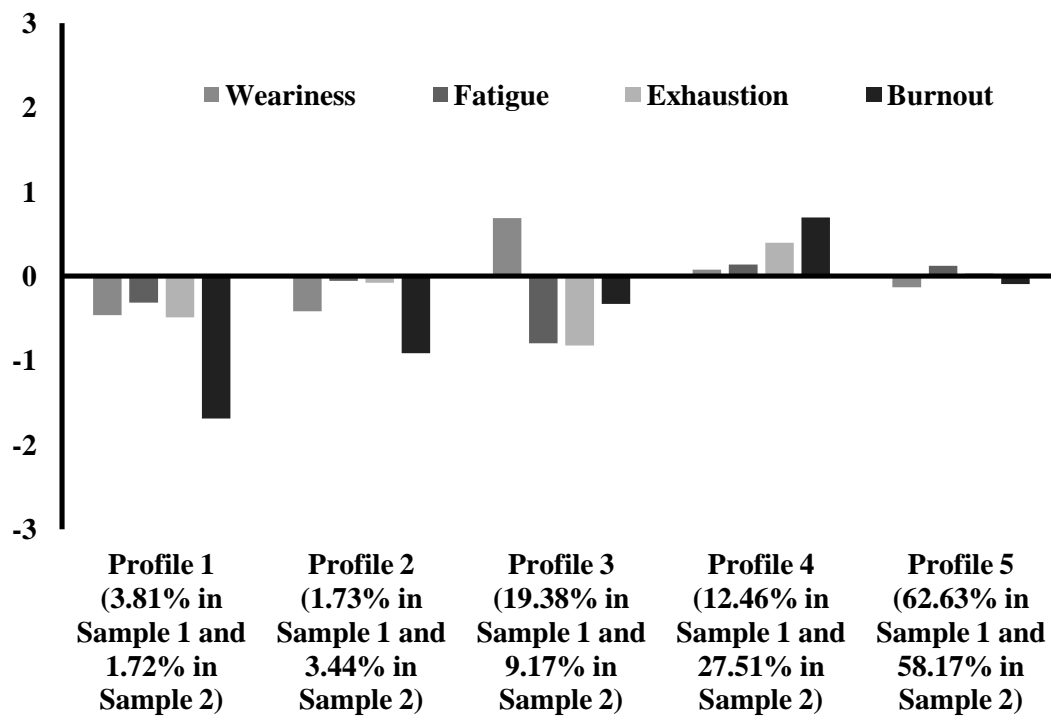 3
Weariness Fatigue Exhaustion Burnout
2
1
0
-1
-2
-3
Profile 1
(3.81% in
Sample 1 and
1.72% in
Sample 2)
Profile 2
(1.73% in
Sample 1 and
3.44% in
Sample 2)
Profile 3
(19.38% in
Sample 1 and
9.17% in
Sample 2)
Profile 4
(12.46% in
Sample 1 and
27.51% in
Sample 2)
Profile 5
(62.63% in
Sample 1 and
58.17% in
Sample 2)